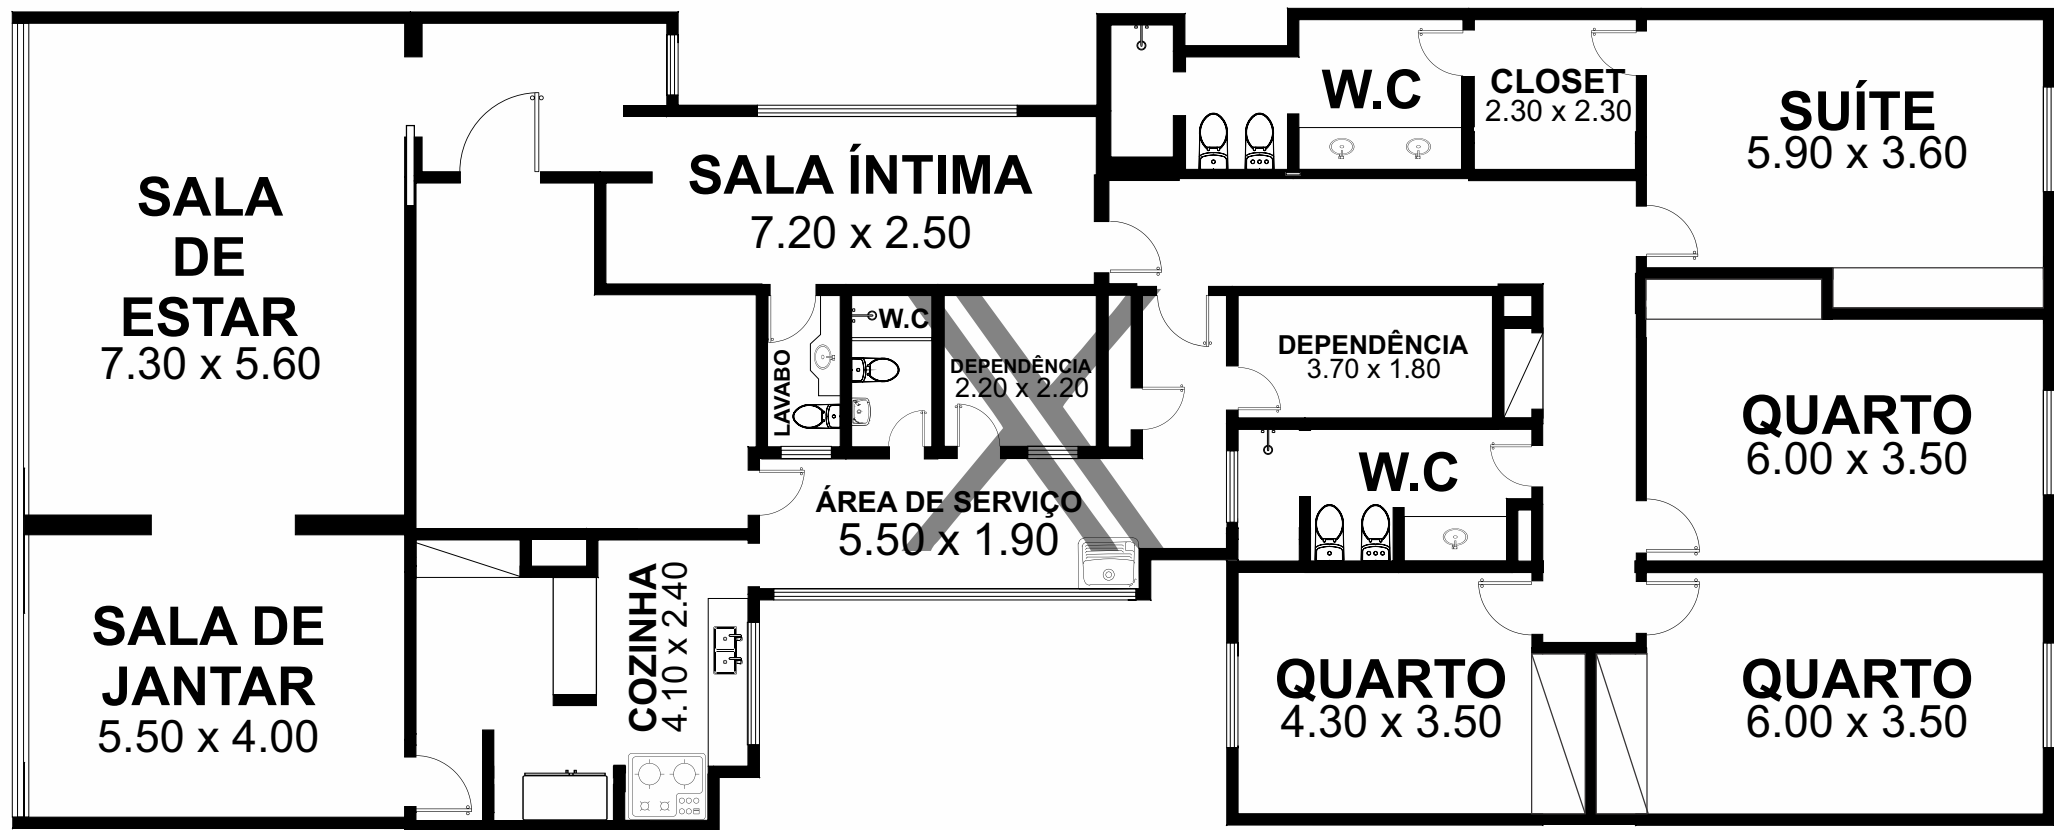 SALA
DE
ESTAR
7.30 x 5.60
SALA DE
JANTAR
5.50 x 4.00
SALA ÍNTIMA
7.20 x 2.50
W.C
CLOSET
2.30 x 2.30
SUÍTE
5.90 x 3.60
LAVABO
W.C
DEPENDÊNCIA
2.20 x 2.20
DEPENDÊNCIA
3.70 x 1.80
QUARTO
6.00 x 3.50
W.C
ÁREA DE SERVIÇO
5.50 x 1.90
COZINHA
4.10 x 2.40
QUARTO
4.30 x 3.50
QUARTO
6.00 x 3.50